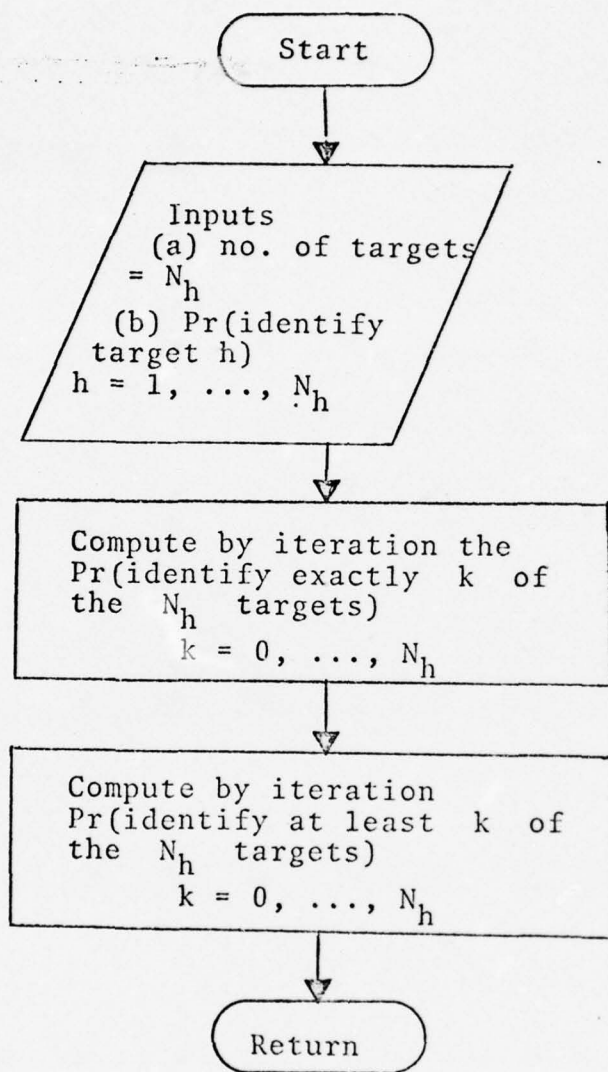 Start
Inputs
(a) no. of targets
= N_h
(b) Pr(identify
target h)
h = 1, ..., N_h
Compute by iteration the
Pr(identify exactly k of
the N_h targets)
k = 0, ..., N_h
Compute by iteration
Pr(identify at least k of
the N_h targets)
k = 0, ..., N_h
Return